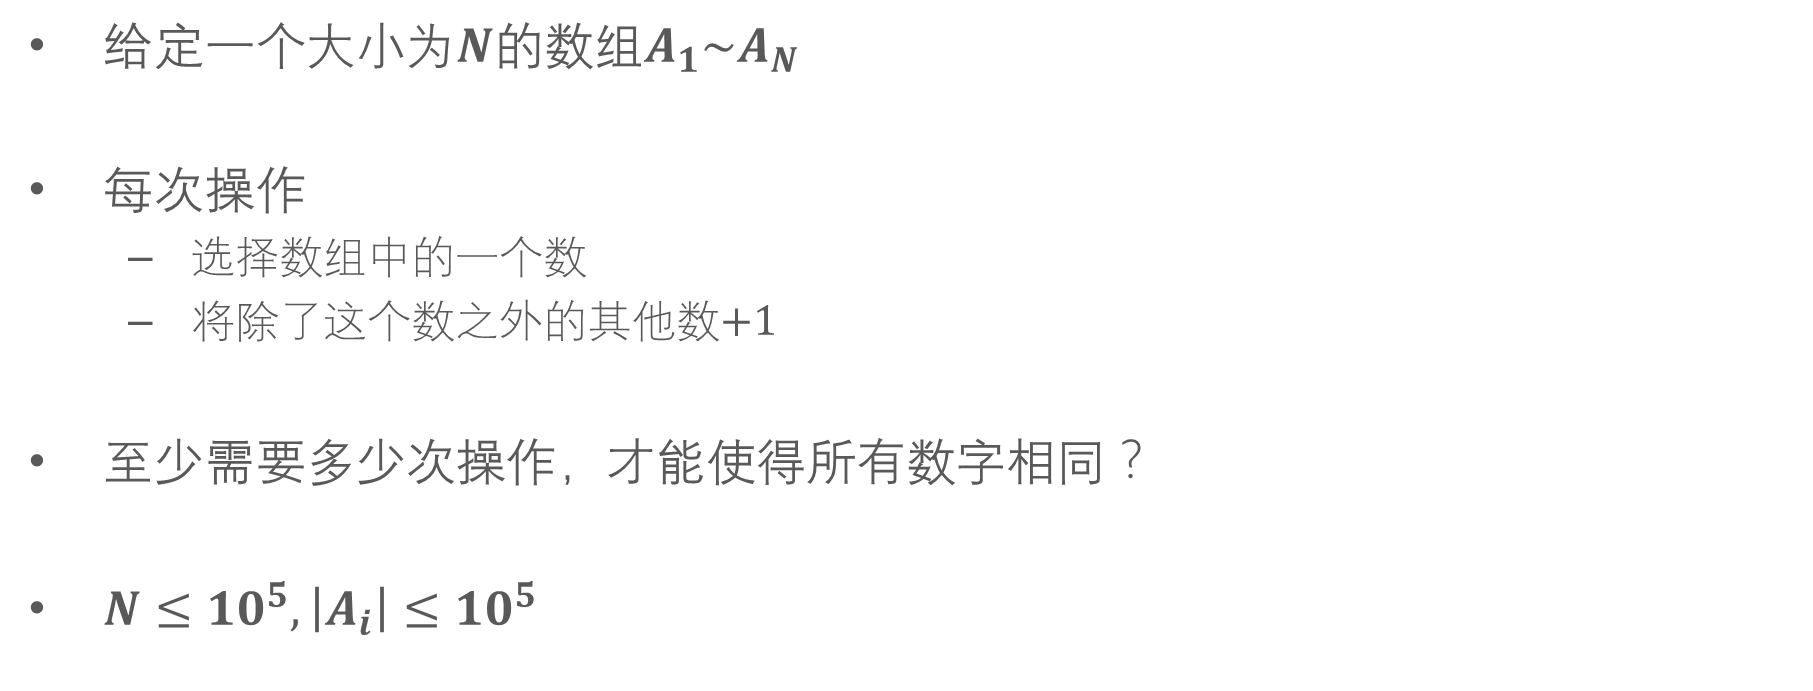 • 给定一个大小为N的数组A₁~A_N
• 每次操作
– 选择数组中的一个数
– 将除了这个数之外的其他数+1
• 至少需要多少次操作，才能使得所有数字相同？
• N ≤ 10⁵, |Aᵢ| ≤ 10⁵